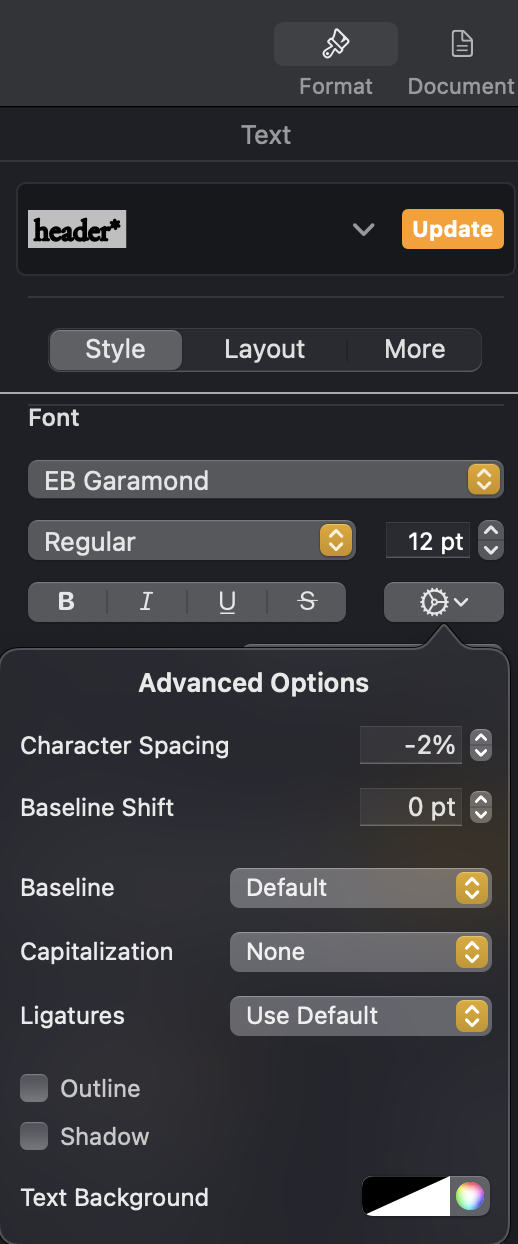 Format Document
Text
header* Update
Style Layout More
Font
EB Garamond
Regular 12 pt
B I U S
Advanced Options
Character Spacing -2%
Baseline Shift 0 pt
Baseline Default
Capitalization None
Ligatures Use Default
Outline
Shadow
Text Background